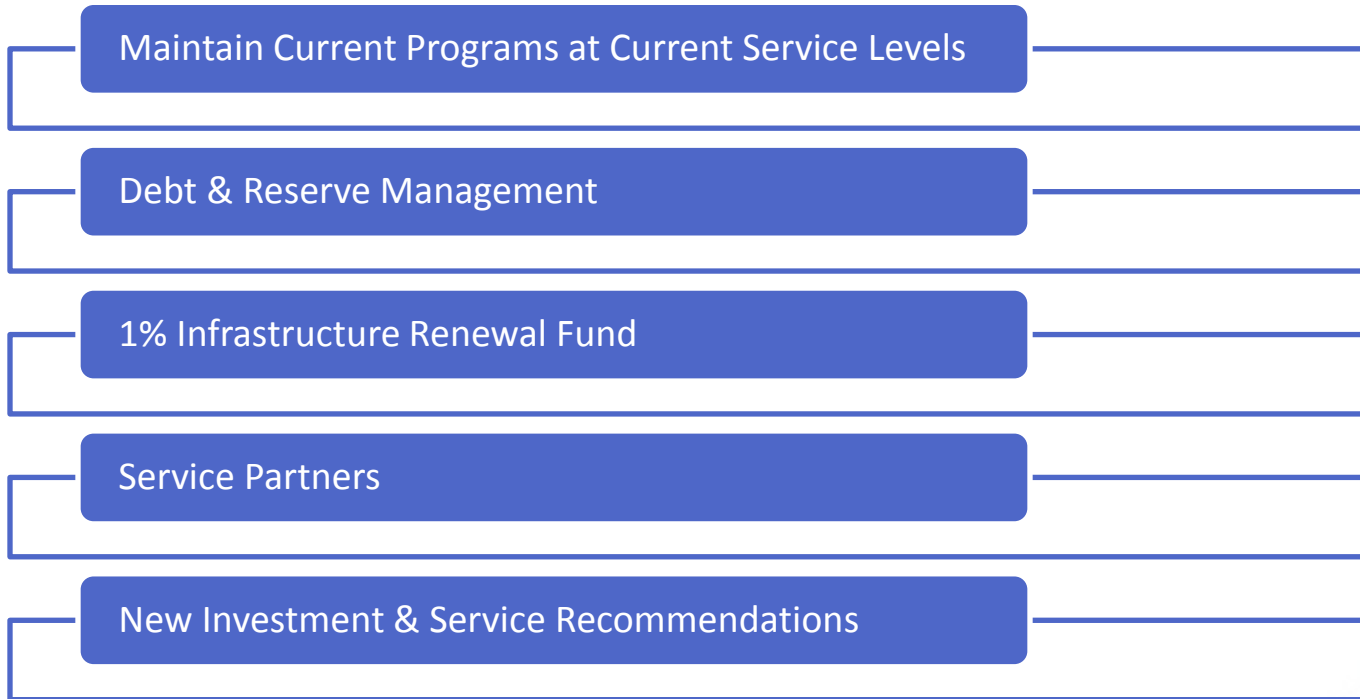 Maintain Current Programs at Current Service Levels
Debt & Reserve Management
1% Infrastructure Renewal Fund
Service Partners
New Investment & Service Recommendations